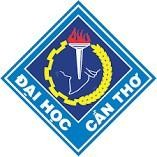 ĐẠI HỌC
CẦN THƠ